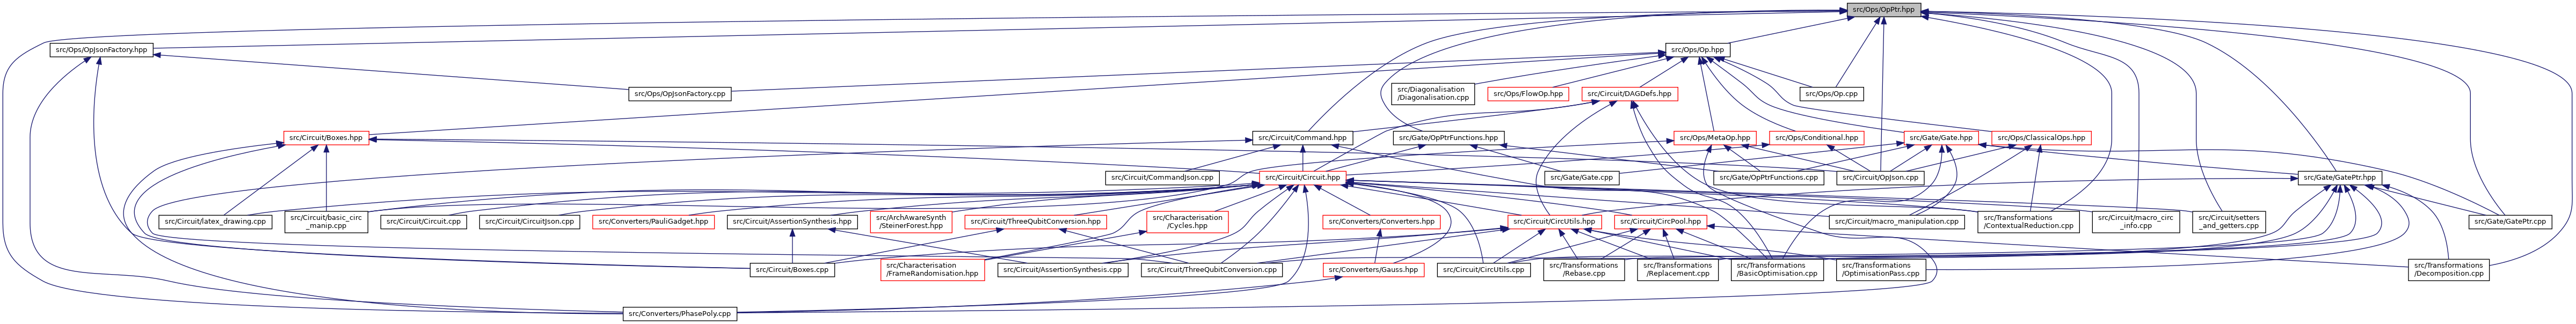 src/Ops/OpPtr.hpp
src/Ops/OpJsonFactory.hpp
src/Ops/Op.hpp
src/Ops/OpJsonFactory.cpp
src/Diagonalisation
/Diagonalisation.cpp
src/Ops/FlowOp.hpp
src/Circuit/DAGDefs.hpp
src/Ops/Op.cpp
src/Circuit/Boxes.hpp
src/Circuit/Command.hpp
src/Gate/OpPtrFunctions.hpp
src/Ops/MetaOp.hpp
src/Ops/Conditional.hpp
src/Gate/Gate.hpp
src/Ops/ClassicalOps.hpp
src/Circuit/CommandJson.cpp
src/Circuit/Circuit.hpp
src/Gate/Gate.cpp
src/Gate/OpPtrFunctions.cpp
src/Circuit/OpJson.cpp
src/Gate/GatePtr.hpp
src/Circuit/latex_drawing.cpp
src/Circuit/basic_circ
_manip.cpp
src/Circuit/Circuit.cpp
src/Circuit/CircuitJson.cpp
src/Converters/PauliGadget.hpp
src/Circuit/AssertionSynthesis.hpp
src/ArchAwareSynth
/SteinerForest.hpp
src/Circuit/ThreeQubitConversion.hpp
src/Characterisation
/Cycles.hpp
src/Converters/Converters.hpp
src/Circuit/CircUtils.hpp
src/Circuit/CircPool.hpp
src/Circuit/macro_manipulation.cpp
src/Transformations
/ContextualReduction.cpp
src/Circuit/macro_circ
_info.cpp
src/Circuit/setters
_and_getters.cpp
src/Gate/GatePtr.cpp
src/Circuit/Boxes.cpp
src/Characterisation
/FrameRandomisation.hpp
src/Circuit/AssertionSynthesis.cpp
src/Circuit/ThreeQubitConversion.cpp
src/Converters/Gauss.hpp
src/Circuit/CircUtils.cpp
src/Transformations
/Rebase.cpp
src/Transformations
/Replacement.cpp
src/Transformations
/BasicOptimisation.cpp
src/Transformations
/OptimisationPass.cpp
src/Transformations
/Decomposition.cpp
src/Converters/PhasePoly.cpp